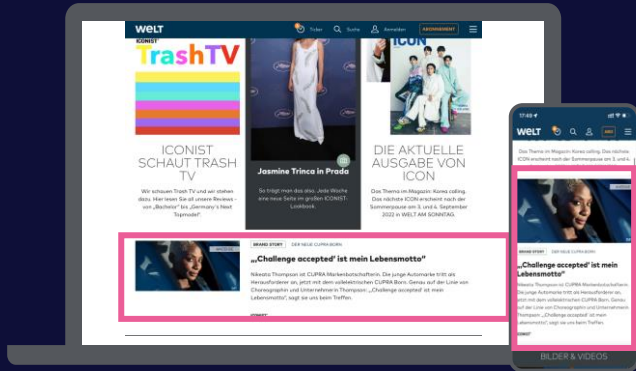 WELT
Ticker Suche Anmelden ABONNEMENT
ICONIST
TrashTV
ICON
ICONIST
SCHAUT TRASH
TV
Wir schauen Trash TV und wir stehen
dazu. Hier lesen Sie all unsere Reviews -
von „Bachelor“ bis „Germany's Next
Topmodel“.
Jasmine Trinca in Prada
So trägt man das also. Jede Woche
eine neue Seite im großen ICONIST-
Lookbook.
DIE AKTUELLE
AUSGABE VON
ICON
Das Thema im Magazin: Korea calling.
Das nächste ICON erscheint nach der
Sommerpause am 3. und 4. September
2022 in WELT AM SONNTAG.
ANZEIGE
BRAND STORY DER NEUE CUPRA BORN
„‚Challenge accepted‘ ist mein Lebensmotto“
Nikeata Thompson ist CUPRA Markenbotschafterin. Die junge Automarke tritt als
Herausforderer an, jetzt mit dem vollelektrischen CUPRA Born. Genau auf der Linie von
Choreographin und Unternehmerin Thompson: „‚Challenge accepted‘ ist mein
Lebensmotto“, sagt sie uns beim Treffen.
ICONIST
17:49
WELT ABO
Das Thema im Magazin: Korea calling. Das nächste
ICON erscheint nach der Sommerpause am 3. und 4.
BRAND STORY DER NEUE CUPRA BORN
„‚Challenge accepted‘ ist mein
Lebensmotto“
Nikeata Thompson ist CUPRA Markenbotschafterin.
Die junge Automarke tritt als Herausforderer an,
jetzt mit dem vollelektrischen CUPRA Born. Genau
auf der Linie von Choreographin und Unternehmerin
Thompson: „‚Challenge accepted‘ ist mein
Lebensmotto“, sagt sie uns beim Treffen.
ICONIST
BILDER & VIDEOS